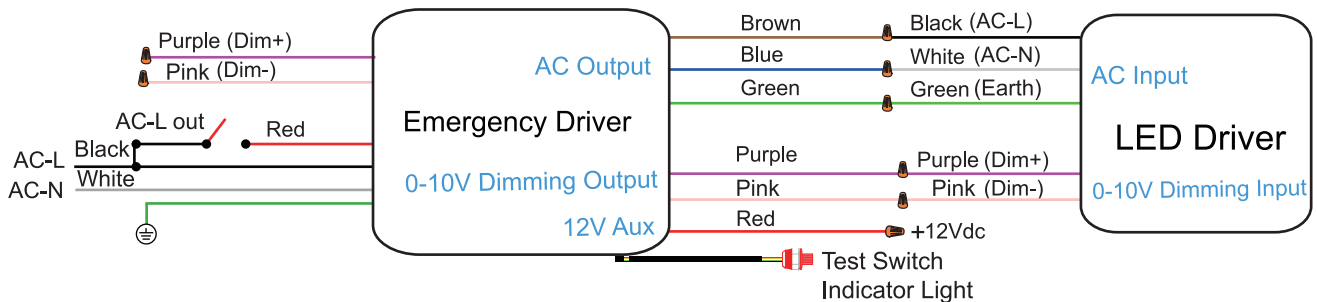 Purple (Dim+)
Pink (Dim-)
AC-L out
Red
Black
AC-L
White
AC-N
AC Output
Emergency Driver
0-10V Dimming Output
12V Aux
Brown
Black (AC-L)
Blue
White (AC-N)
Green
Green (Earth)
Purple
Purple (Dim+)
Pink
Pink (Dim-)
Red
+12Vdc
Test Switch
Indicator Light
AC Input
LED Driver
0-10V Dimming Input